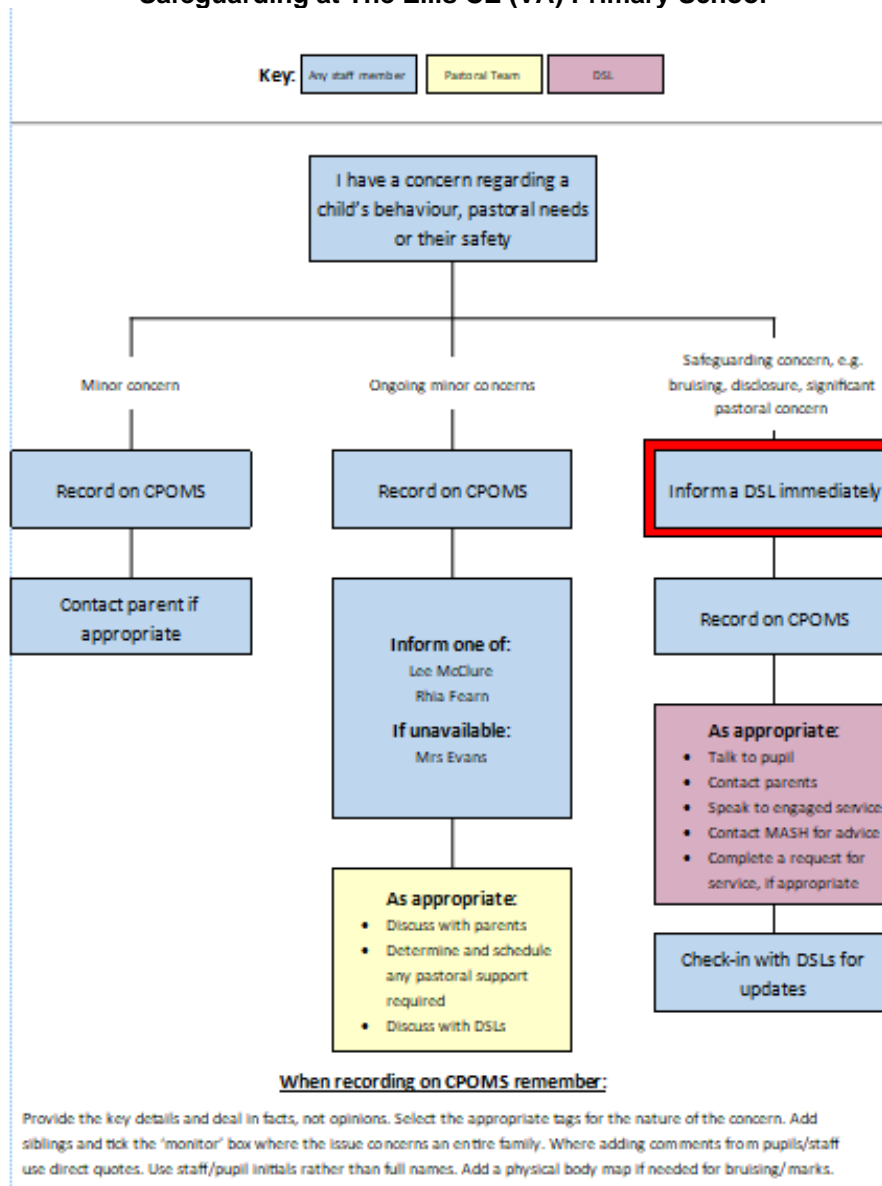 Safeguarding at The Ellis CE (VA) Primary School
Key:
Any staff member
Pastoral Team
DSL
I have a concern regarding a
child's behaviour, pastoral needs
or their safety
Minor concern
Ongoing minor concerns
Safeguarding concern, e.g.
bruising, disclosure, significant
pastoral concern
Record on CPOMS
Record on CPOMS
Inform a DSL immediately
Contact parent if
appropriate
Inform one of:
Lee McClure
Rhia Fearn
If unavailable:
Mrs Evans
Record on CPOMS
As appropriate:
• Talk to pupil
• Contact parents
• Speak to engaged service
• Contact MASH for advice
• Complete a request for
service, if appropriate
As appropriate:
• Discuss with parents
• Determine and schedule
any pastoral support
required
• Discuss with DSLs
Check-in with DSLs for
updates
When recording on CPOMS remember:
Provide the key details and deal in facts, not opinions. Select the appropriate tags for the nature of the concern. Add
siblings and tick the 'monitor' box where the issue concerns an entire family. Where adding comments from pupils/staff
use direct quotes. Use staff/pupil initials rather than full names. Add a physical body map if needed for bruising/marks.